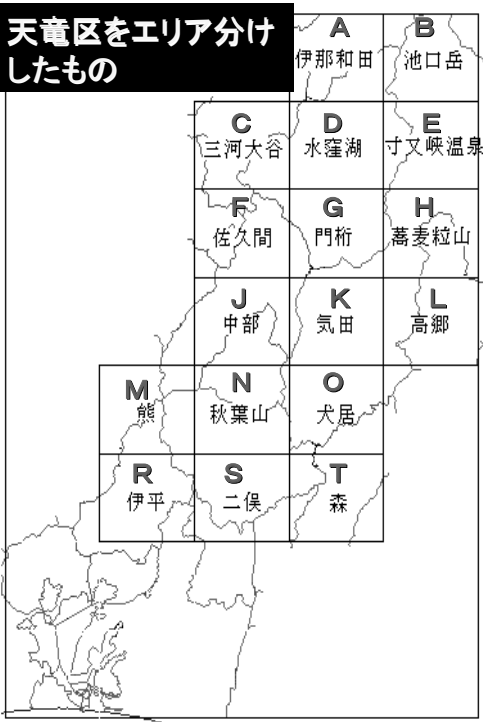 天竜区をエリア分け
したもの
A
伊那和田
B
池口岳
C
三河大谷
D
水窪湖
E
寸又峡温泉
F
佐久間
G
門桁
H
蕎麦粒山
J
中部
K
気田
L
高郷
M
熊
N
秋葉山
O
犬居
R
伊平
S
二俣
T
森